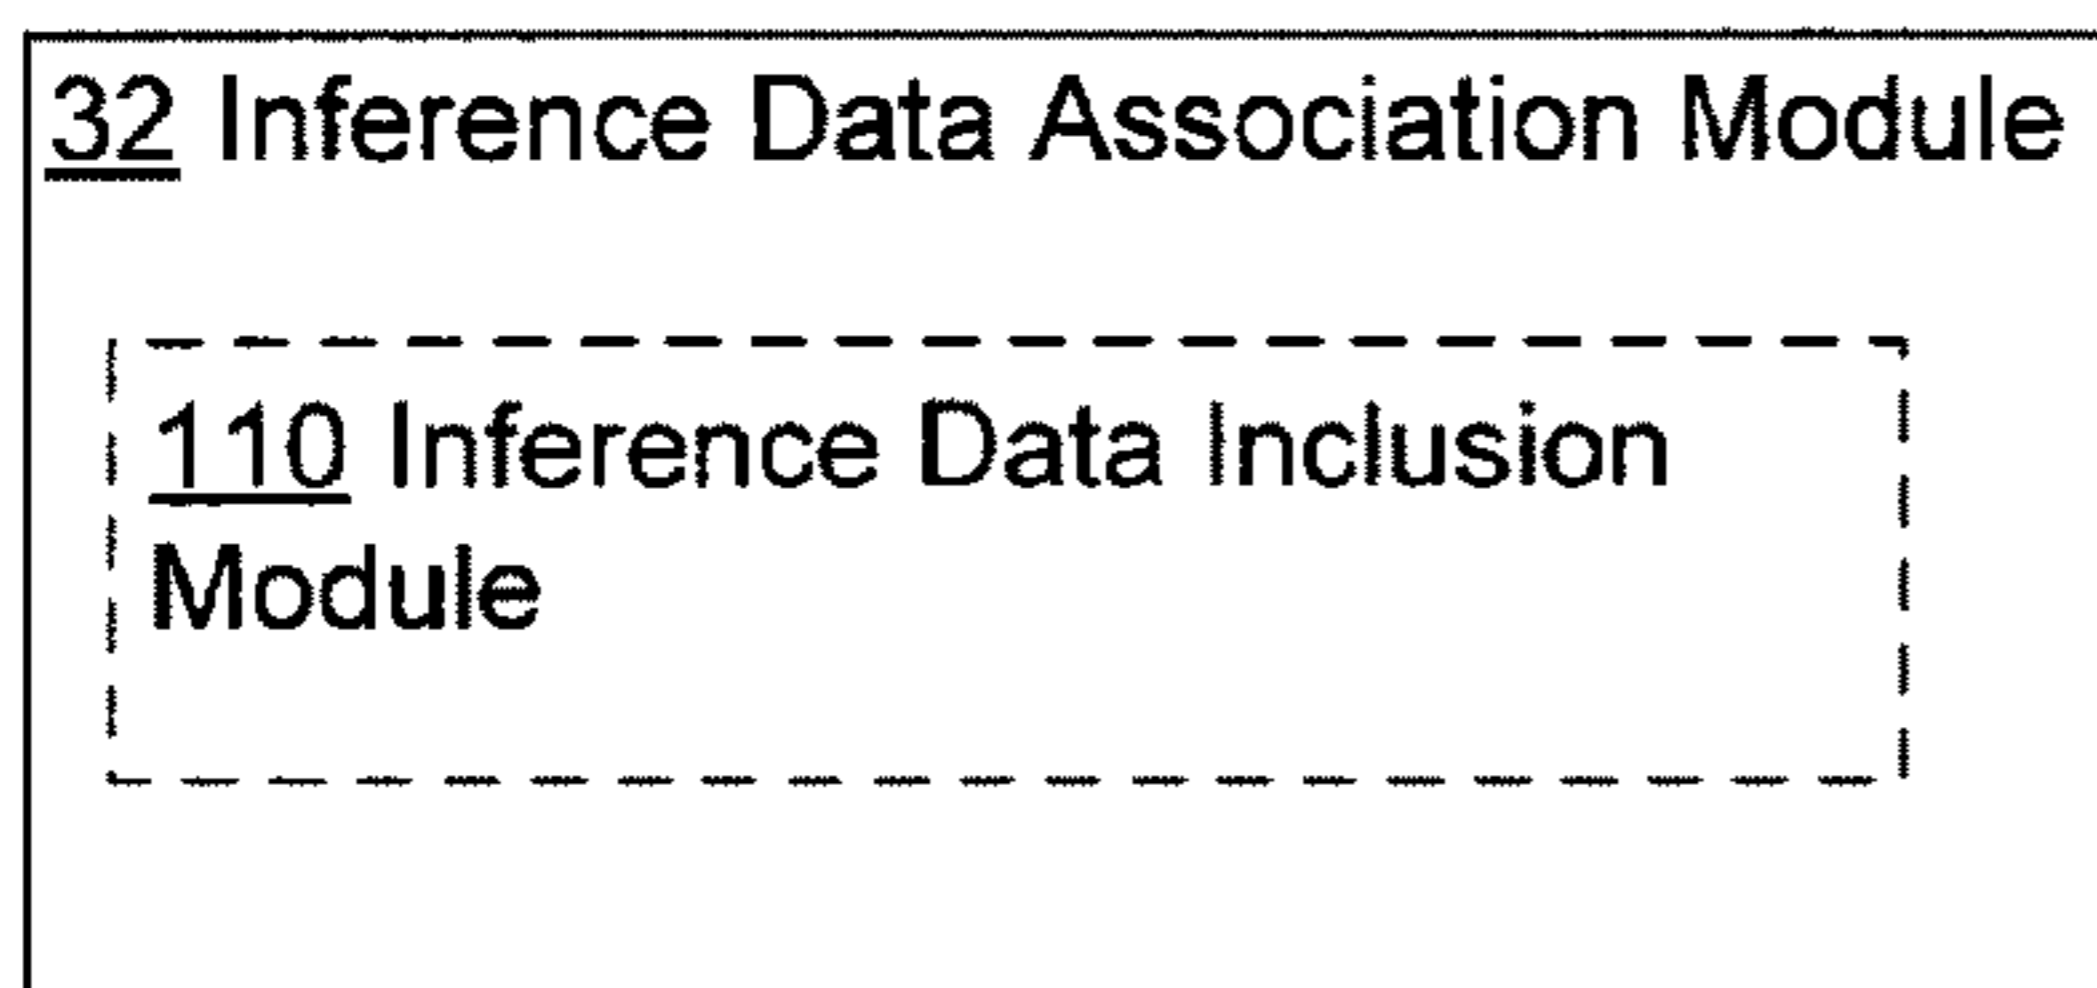 32 Inference Data Association Module
110 Inference Data Inclusion
Module